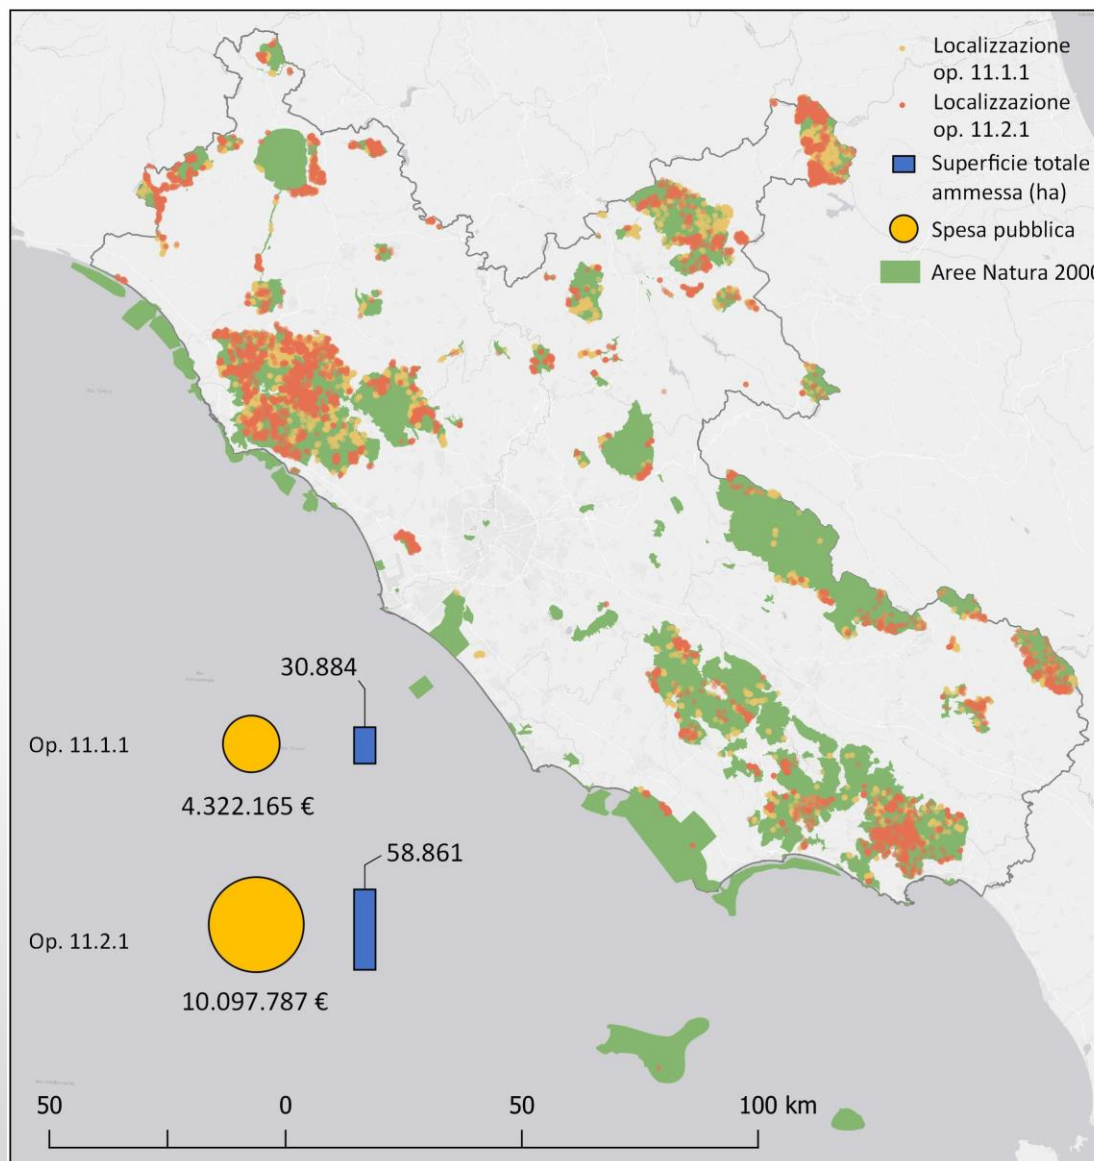 Localizzazione
op. 11.1.1
Localizzazione
op. 11.2.1
Superficie totale
ammessa (ha)
Spesa pubblica
Aree Natura 2000
30.884
Op. 11.1.1
4.322.165 €
58.861
Op. 11.2.1
10.097.787 €
50 0 50 100 km